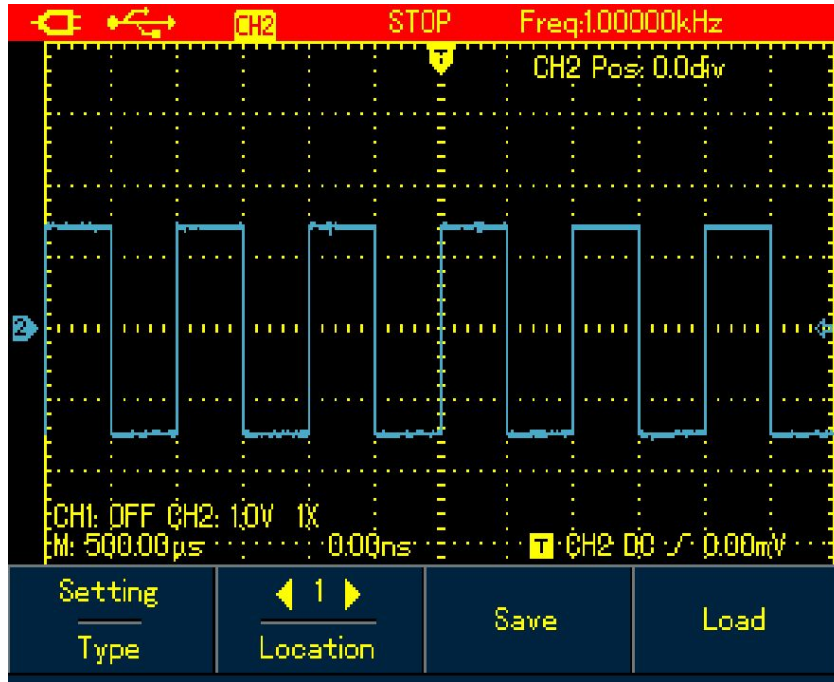 CH2 STOP Freq:1.00000kHz
T
CH2 Pos: 0.0div
2
CH1: OFF CH2: 1.0V 1X
M: 500.00μs 0.00ns T CH2 DC 0.00mV
Setting 1 Save Load
Type Location